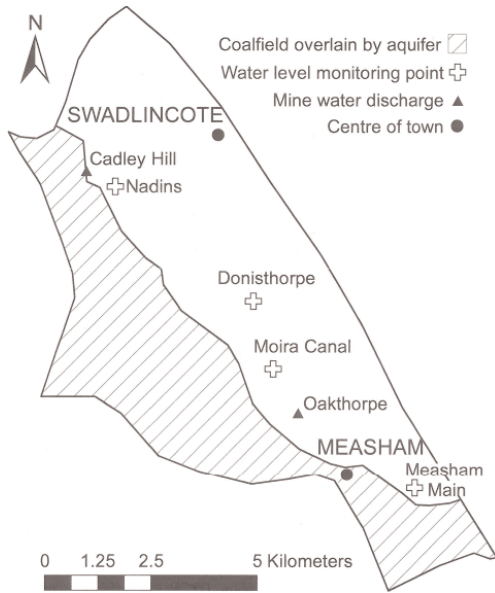 N
Coalfield overlain by aquifer
Water level monitoring point
Mine water discharge
Centre of town
SWADLINCOTE
Cadley Hill
Nadins
Donisthorpe
Moira Canal
Oakthorpe
MEASHAM
Measham
Main
0 1.25 2.5 5 Kilometers